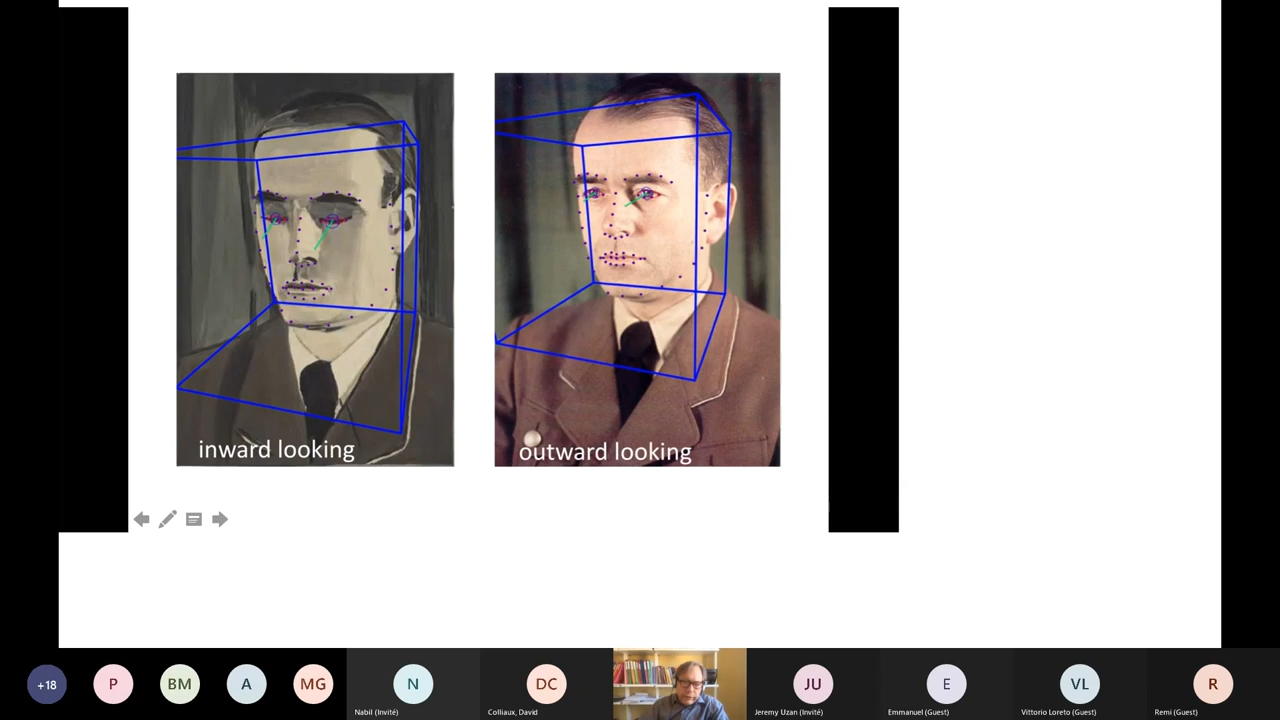 inward looking
outward looking
+18
P
BM
A
MG
N
Nabil (Invité)
DC
Colliaux, David
JU
Jeremy Uzan (Invité)
E
Emmanuel (Guest)
VL
Vittorio Loreto (Guest)
R
Remi (Guest)